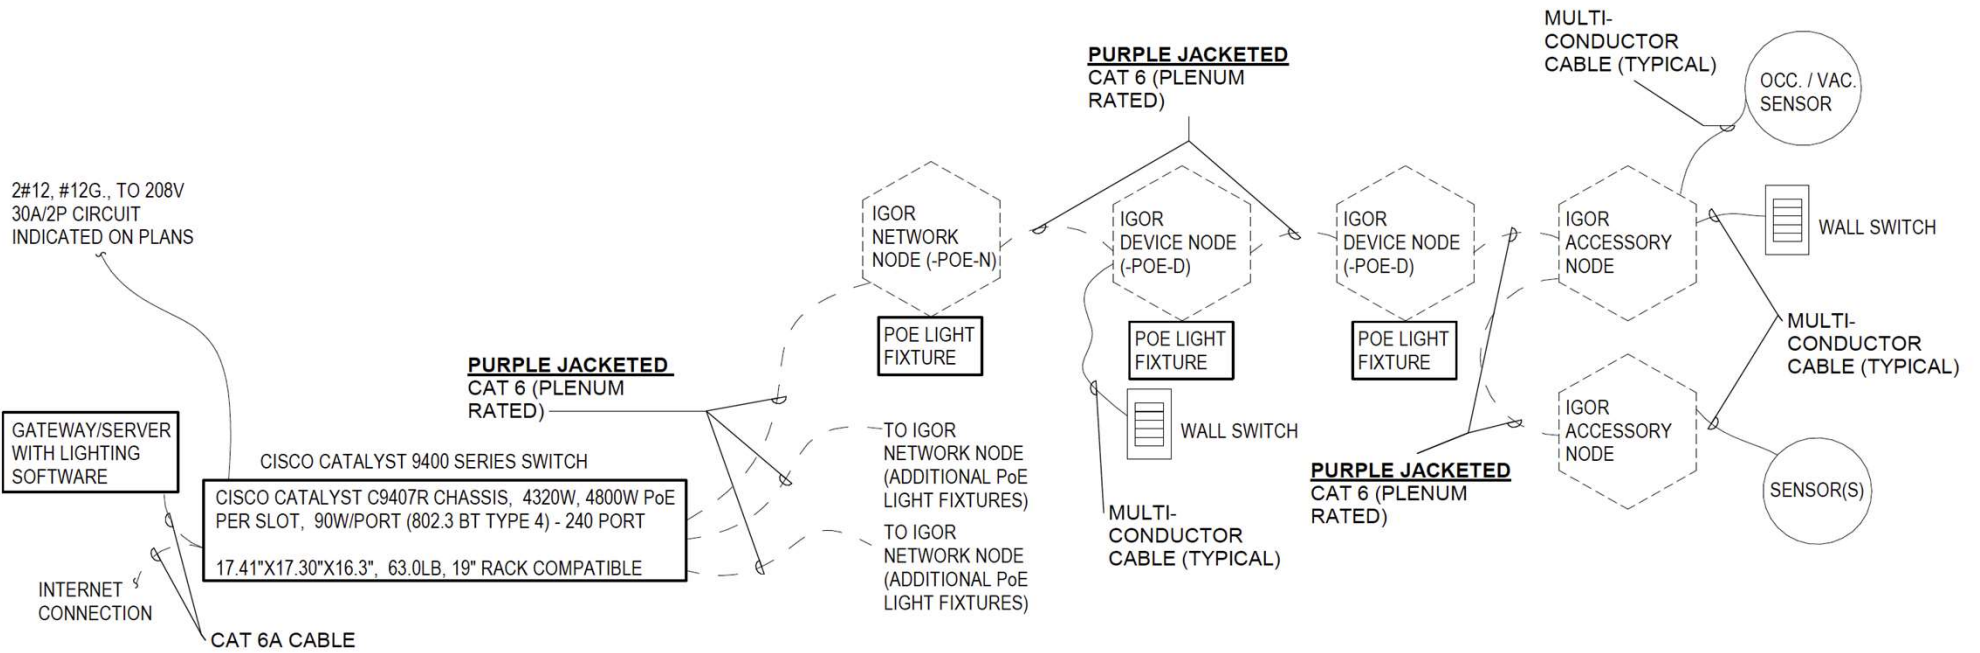 2#12, #12G., TO 208V
30A/2P CIRCUIT
INDICATED ON PLANS
GATEWAY/SERVER
WITH LIGHTING
SOFTWARE
INTERNET
CONNECTION
CAT 6A CABLE
CISCO CATALYST 9400 SERIES SWITCH
CISCO CATALYST C9407R CHASSIS, 4320W, 4800W PoE
PER SLOT, 90W/PORT (802.3 BT TYPE 4) - 240 PORT
17.41"X17.30"X16.3", 63.0LB, 19" RACK COMPATIBLE
PURPLE JACKETED
CAT 6 (PLENUM
RATED)
IGOR
NETWORK
NODE (-POE-N)
POE LIGHT
FIXTURE
TO IGOR
NETWORK NODE
(ADDITIONAL PoE
LIGHT FIXTURES)
TO IGOR
NETWORK NODE
(ADDITIONAL PoE
LIGHT FIXTURES)
PURPLE JACKETED
CAT 6 (PLENUM
RATED)
IGOR
DEVICE NODE
(-POE-D)
POE LIGHT
FIXTURE
WALL SWITCH
MULTI-
CONDUCTOR
CABLE (TYPICAL)
IGOR
DEVICE NODE
(-POE-D)
POE LIGHT
FIXTURE
PURPLE JACKETED
CAT 6 (PLENUM
RATED)
MULTI-
CONDUCTOR
CABLE (TYPICAL)
OCC. / VAC.
SENSOR
IGOR
ACCESSORY
NODE
WALL SWITCH
MULTI-
CONDUCTOR
CABLE (TYPICAL)
IGOR
ACCESSORY
NODE
SENSOR(S)